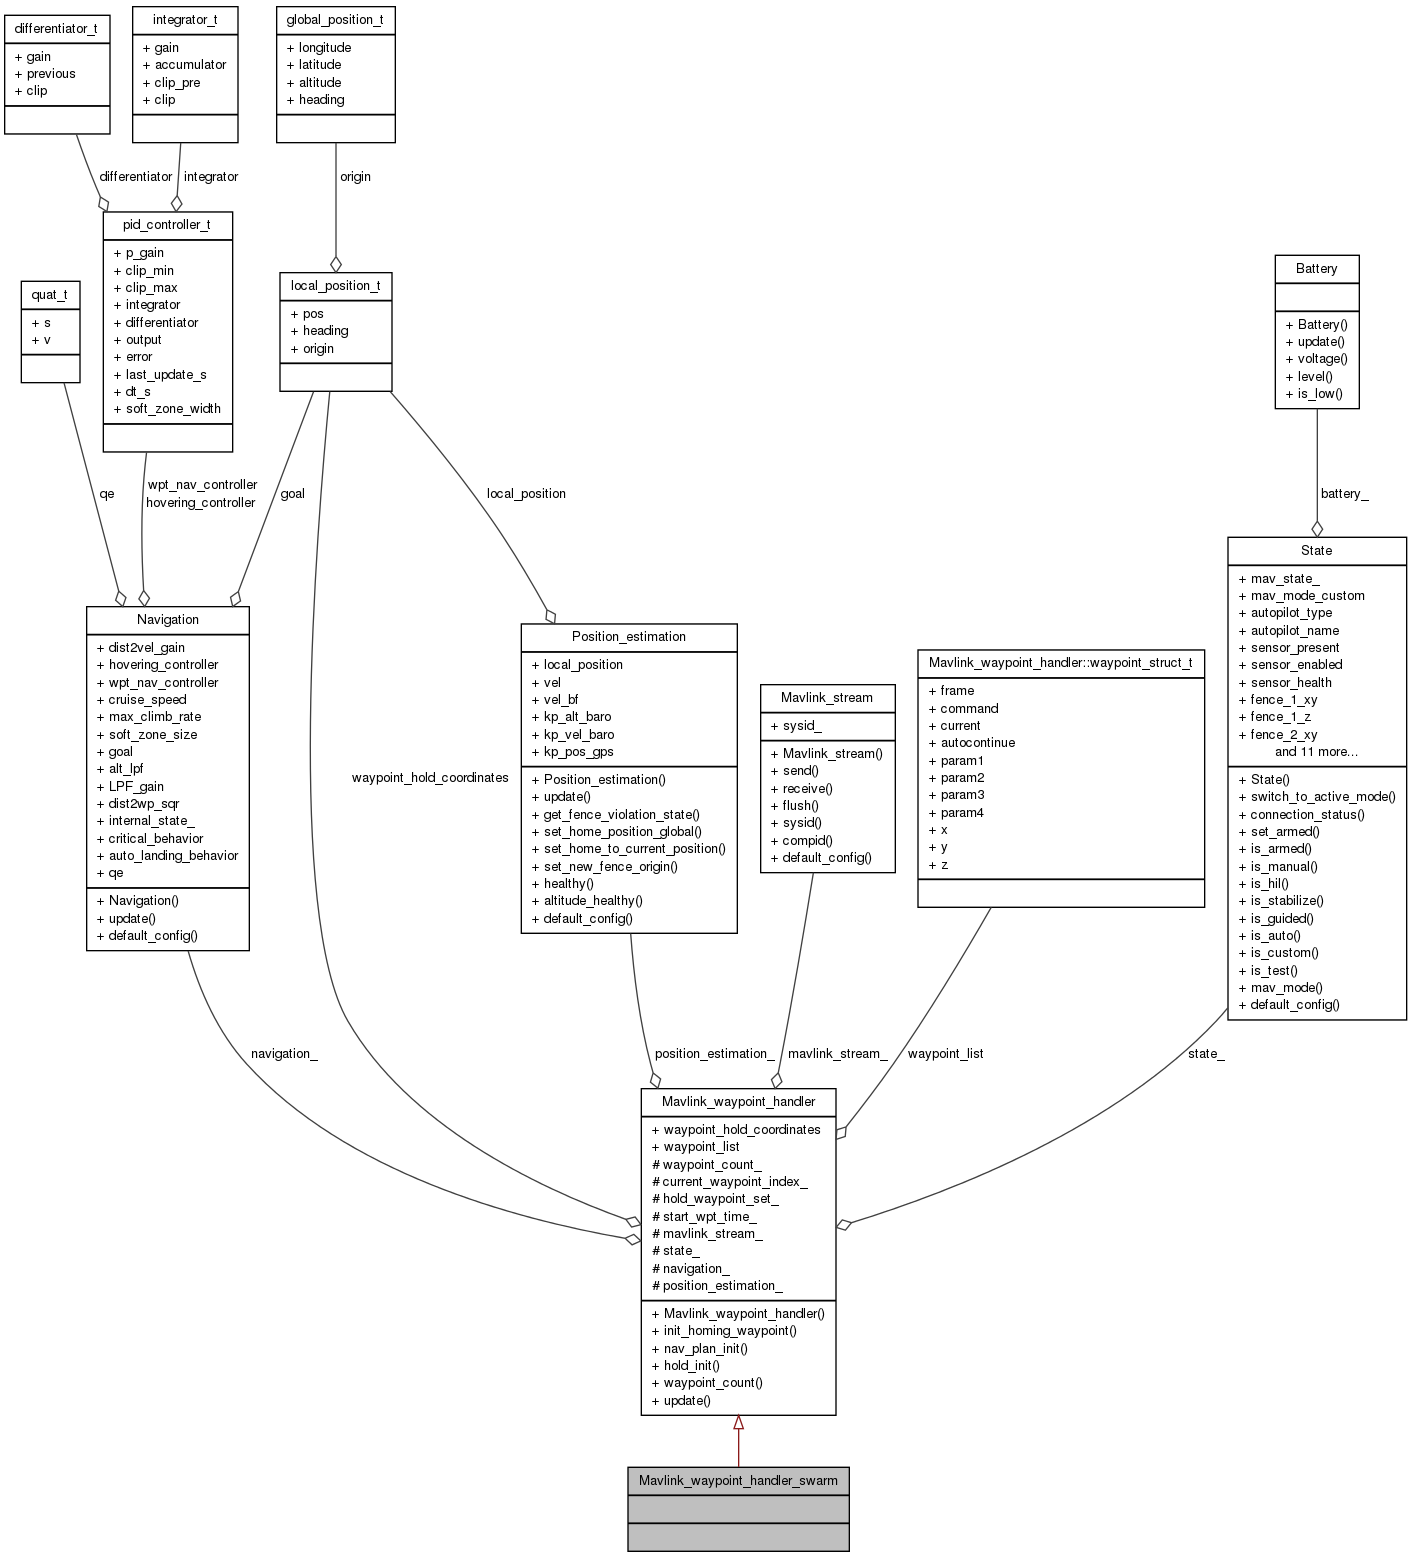 differentiator_t
+ gain
+ previous
+ clip
integrator_t
+ gain
+ accumulator
+ clip_pre
+ clip
global_position_t
+ longitude
+ latitude
+ altitude
+ heading
differentiator
integrator
origin
pid_controller_t
+ p_gain
+ clip_min
+ clip_max
+ integrator
+ differentiator
+ output
+ error
+ last_update_s
+ dt_s
+ soft_zone_width
quat_t
+ s
+ v
local_position_t
+ pos
+ heading
+ origin
Battery
+ Battery()
+ update()
+ voltage()
+ level()
+ is_low()
qe
wpt_nav_controller
hovering_controller
goal
local_position
battery_
Navigation
+ dist2vel_gain
+ hovering_controller
+ wpt_nav_controller
+ cruise_speed
+ max_climb_rate
+ soft_zone_size
+ goal
+ alt_lpf
+ LPF_gain
+ dist2wp_sqr
+ internal_state_
+ critical_behavior
+ auto_landing_behavior
+ qe
+ Navigation()
+ update()
+ default_config()
waypoint_hold_coordinates
Position_estimation
+ local_position
+ vel
+ vel_bf
+ kp_alt_baro
+ kp_vel_baro
+ kp_pos_gps
+ Position_estimation()
+ update()
+ get_fence_violation_state()
+ set_home_position_global()
+ set_home_to_current_position()
+ set_new_fence_origin()
+ healthy()
+ altitude_healthy()
+ default_config()
Mavlink_stream
+ sysid_
+ Mavlink_stream()
+ send()
+ receive()
+ flush()
+ sysid()
+ compid()
+ default_config()
Mavlink_waypoint_handler::waypoint_struct_t
+ frame
+ command
+ current
+ autocontinue
+ param1
+ param2
+ param3
+ param4
+ x
+ y
+ z
State
+ mav_state_
+ mav_mode_custom
+ autopilot_type
+ autopilot_name
+ sensor_present
+ sensor_enabled
+ sensor_health
+ fence_1_xy
+ fence_1_z
+ fence_2_xy
and 11 more...
+ State()
+ switch_to_active_mode()
+ connection_status()
+ set_armed()
+ is_armed()
+ is_manual()
+ is_hil()
+ is_stabilize()
+ is_guided()
+ is_auto()
+ is_custom()
+ is_test()
+ mav_mode()
+ default_config()
navigation_
position_estimation_
mavlink_stream_
waypoint_list
state_
Mavlink_waypoint_handler
+ waypoint_hold_coordinates
+ waypoint_list
# waypoint_count_
# current_waypoint_index_
# hold_waypoint_set_
# start_wpt_time_
# mavlink_stream_
# state_
# navigation_
# position_estimation_
+ Mavlink_waypoint_handler()
+ init_homing_waypoint()
+ nav_plan_init()
+ hold_init()
+ waypoint_count()
+ update()
Mavlink_waypoint_handler_swarm